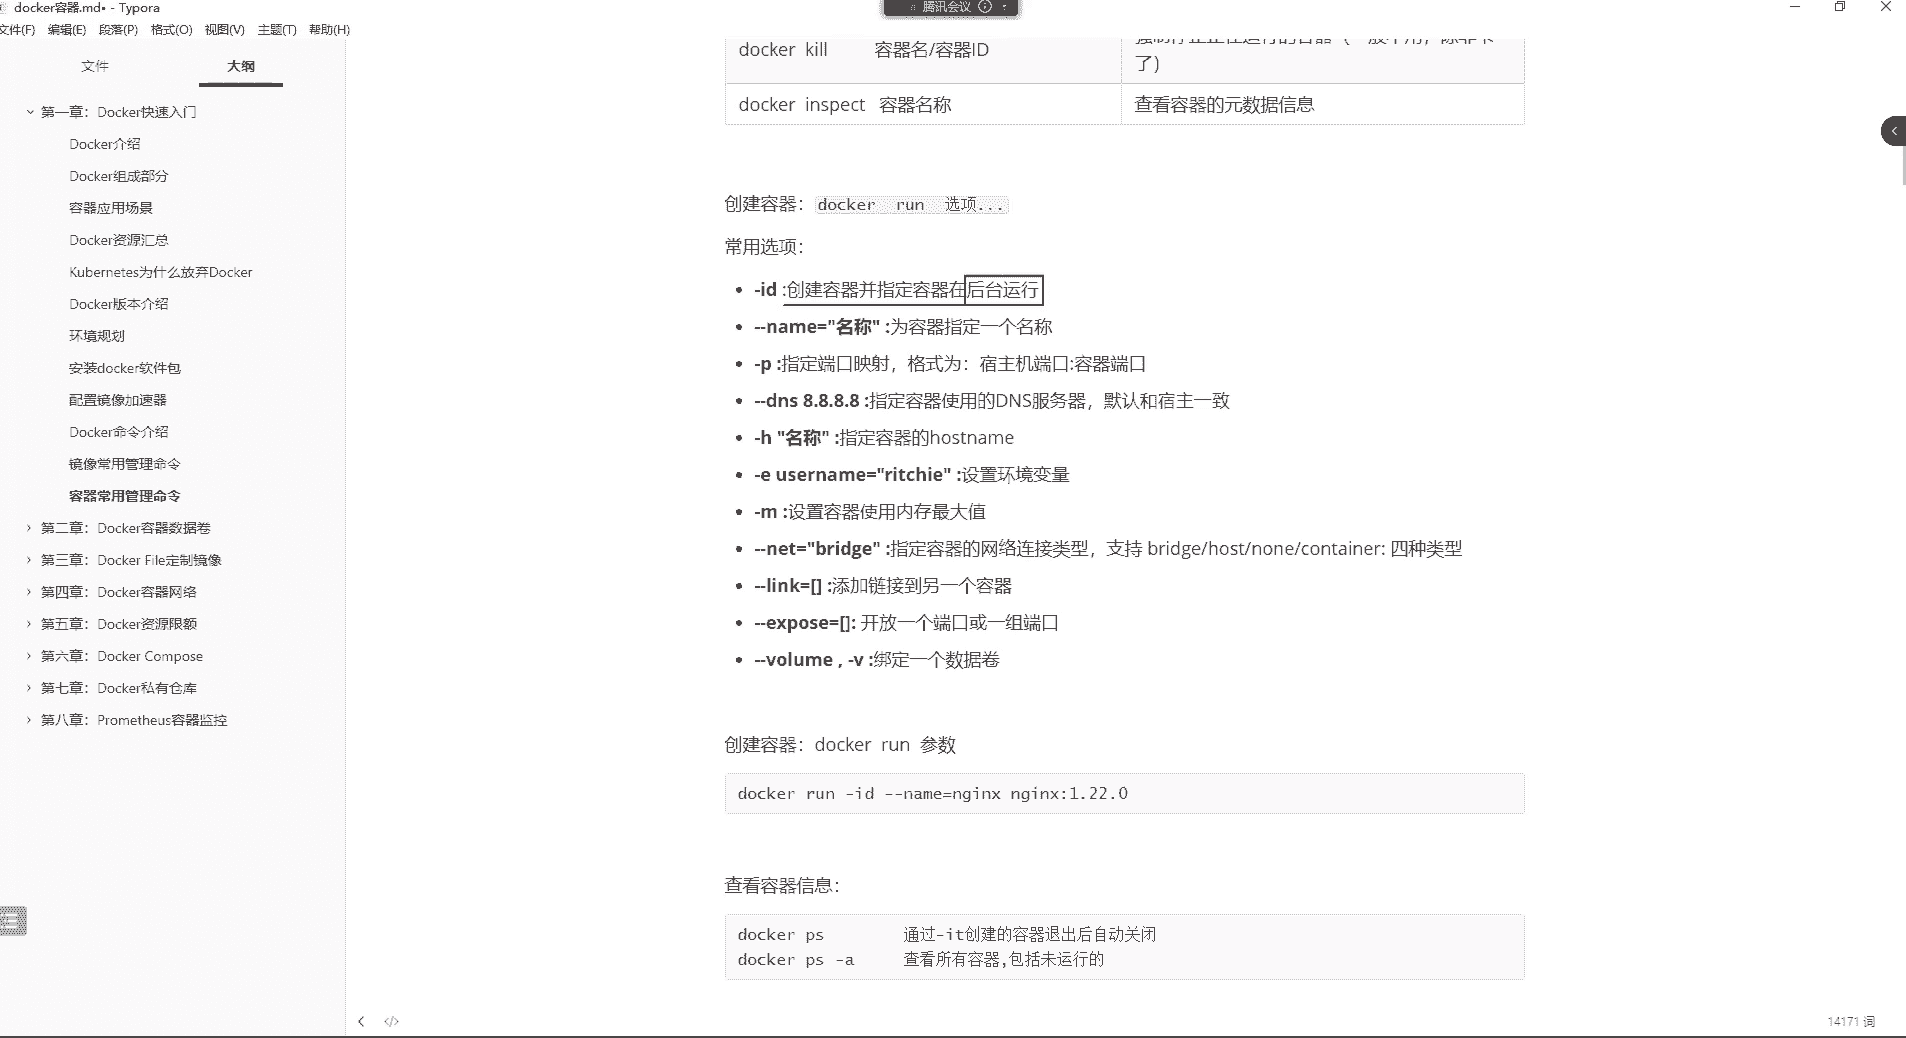 docker容器.md• - Typora
腾讯会议
文件(F) 编辑(E) 段落(P) 格式(O) 视图(V) 主题(T) 帮助(H)
文件 大纲
第一章：Docker快速入门
Docker介绍
Docker组成部分
容器应用场景
Docker资源汇总
Kubernetes为什么放弃Docker
Docker版本介绍
环境规划
安装docker软件包
配置镜像加速器
Docker命令介绍
镜像常用管理命令
容器常用管理命令
第二章：Docker容器数据卷
第三章：Docker File定制镜像
第四章：Docker容器网络
第五章：Docker资源限额
第六章：Docker Compose
第七章：Docker私有仓库
第八章：Prometheus容器监控
docker kill 容器名/容器ID
了)
docker inspect 容器名称 查看容器的元数据信息
创建容器：docker run 选项...
常用选项：
• -id :创建容器并指定容器在后台运行
• --name="名称" :为容器指定一个名称
• -p :指定端口映射，格式为：宿主机端口:容器端口
• --dns 8.8.8.8 :指定容器使用的DNS服务器，默认和宿主一致
• -h "名称" :指定容器的hostname
• -e username="ritchie" :设置环境变量
• -m :设置容器使用内存最大值
• --net="bridge" :指定容器的网络连接类型，支持 bridge/host/none/container: 四种类型
• --link=[] :添加链接到另一个容器
• --expose=[]: 开放一个端口或一组端口
• --volume , -v :绑定一个数据卷
创建容器：docker run 参数
docker run -id --name=nginx nginx:1.22.0
查看容器信息：
docker ps 通过-it创建的容器退出后自动关闭
docker ps -a 查看所有容器,包括未运行的
14171 词